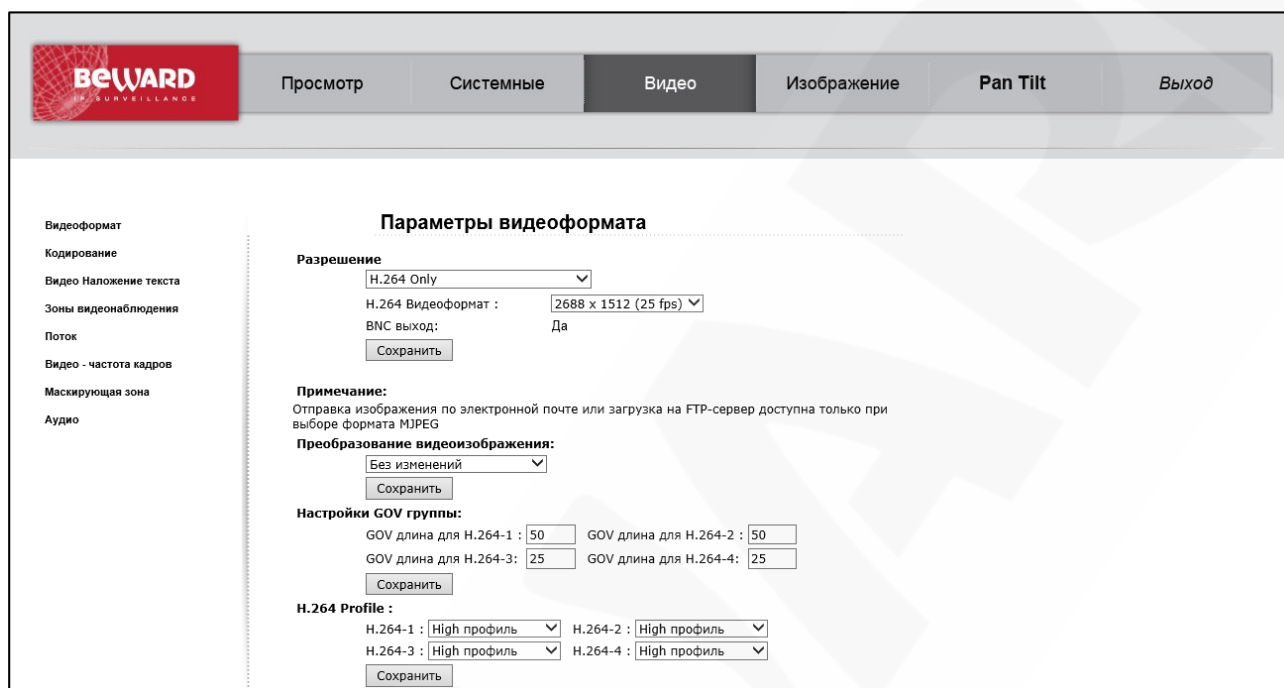 BEWARD
IP SURVEILLANCE
Просмотр Системные Видео Изображение Pan Tilt Выход
Видеоформат
Кодирование
Видео Наложение текста
Зоны видеонаблюдения
Поток
Видео - частота кадров
Маскирующая зона
Аудио
Параметры видеоформата
Разрешение
H.264 Only
H.264 Видеоформат : 2688 x 1512 (25 fps)
BNC выход: Да
Сохранить
Примечание:
Отправка изображения по электронной почте или загрузка на FTP-сервер доступна только при
выборе формата MJPEG
Преобразование видеоизображения:
Без изменений
Сохранить
Настройки GOV группы:
GOV длина для H.264-1 : 50 GOV длина для H.264-2 : 50
GOV длина для H.264-3: 25 GOV длина для H.264-4: 25
Сохранить
H.264 Profile :
H.264-1 : High профиль H.264-2 : High профиль
H.264-3 : High профиль H.264-4 : High профиль
Сохранить